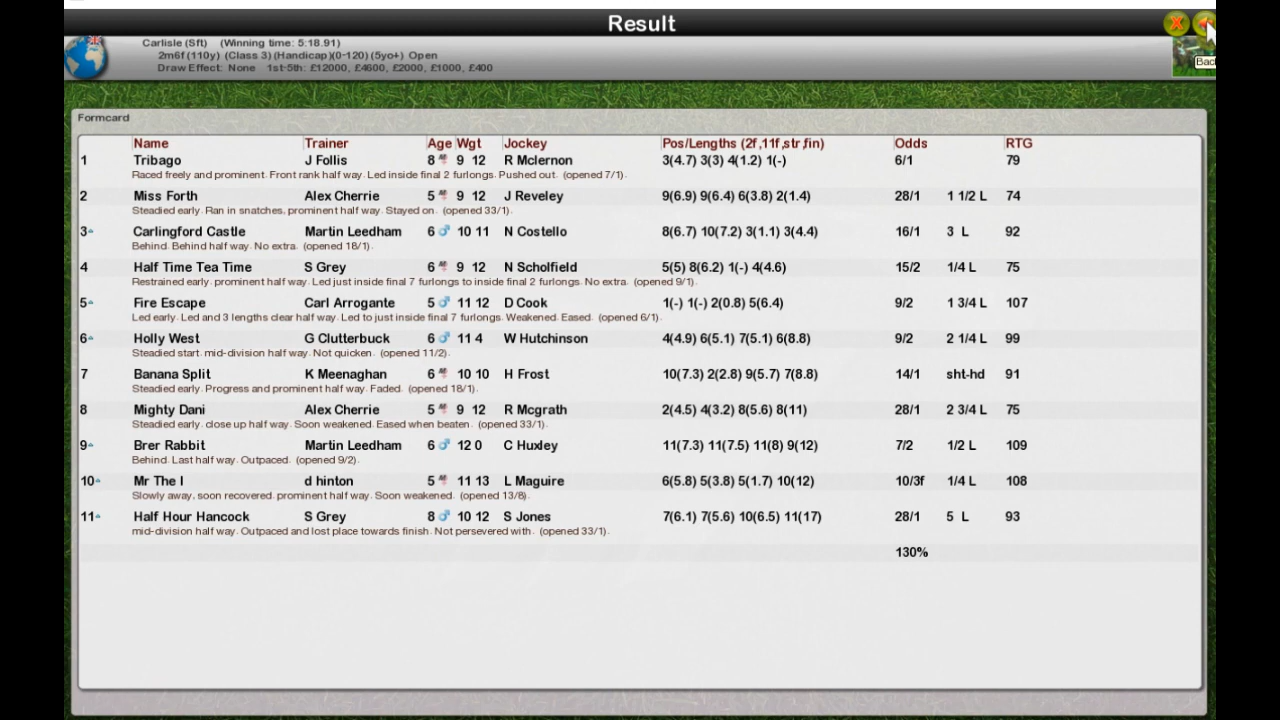 Result
Carlisle (Sft) (Winning time: 5:18.91)
2m6f (110y) (Class 3) (Handicap)(0-120) (5yo+) Open
Draw Effect: None 1st-5th: £12000, £4600, £2000, £1000, £400
Formcard
Name Trainer Age Wgt Jockey Pos/Lengths (2f,11f,str,fin) Odds RTG
1 Tribago J Follis 8 9 12 R Mclernon 3(4.7) 3(3) 4(1.2) 1(-) 6/1 79
Raced freely and prominent. Front rank half way. Led inside final 2 furlongs. Pushed out. (opened 7/1).
2 Miss Forth Alex Cherrie 5 9 12 J Reveley 9(6.9) 9(6.4) 6(3.8) 2(1.4) 28/1 1 1/2 L 74
Steadied early. Ran in snatches, prominent half way. Stayed on. (opened 33/1).
3 Carlingford Castle Martin Leedham 6 ♂ 10 11 N Costello 8(6.7) 10(7.2) 3(1.1) 3(4.4) 16/1 3 L 92
Behind. Behind half way. No extra. (opened 18/1).
4 Half Time Tea Time S Grey 6 9 12 N Scholfield 5(5) 8(6.2) 1(-) 4(4.6) 15/2 1/4 L 75
Restrained early. prominent half way. Led just inside final 7 furlongs to inside final 2 furlongs. No extra. (opened 9/1).
5 Fire Escape Carl Arrogante 5 ♂ 11 12 D Cook 1(-) 1(-) 2(0.8) 5(6.4) 9/2 1 3/4 L 107
Led early. Led and 3 lengths clear half way. Led to just inside final 7 furlongs. Weakened. Eased. (opened 6/1).
6 Holly West G Clutterbuck 6 ♂ 11 4 W Hutchinson 4(4.9) 6(5.1) 7(5.1) 6(8.8) 9/2 2 1/4 L 99
Steadied start. mid-division half way. Not quicken. (opened 11/2).
7 Banana Split K Meenaghan 6 10 10 H Frost 10(7.3) 2(2.8) 9(5.7) 7(8.8) 14/1 sht-hd 91
Steadied early. Progress and prominent half way. Faded. (opened 18/1).
8 Mighty Dani Alex Cherrie 5 9 12 R Mcgrath 2(4.5) 4(3.2) 8(5.6) 8(11) 28/1 2 3/4 L 75
Steadied early. close up half way. Soon weakened. Eased when beaten. (opened 33/1).
9 Brer Rabbit Martin Leedham 6 ♂ 12 0 C Huxley 11(7.3) 11(7.5) 11(8) 9(12) 7/2 1/2 L 109
Behind. Last half way. Outpaced. (opened 9/2).
10 Mr The I d hinton 5 11 13 L Maguire 6(5.8) 5(3.8) 5(1.7) 10(12) 10/3f 1/4 L 108
Slowly away, soon recovered. prominent half way. Soon weakened. (opened 13/8).
11 Half Hour Hancock S Grey 8 ♂ 10 12 S Jones 7(6.1) 7(5.6) 10(6.5) 11(17) 28/1 5 L 93
mid-division half way. Outpaced and lost place towards finish. Not persevered with. (opened 33/1).
130%